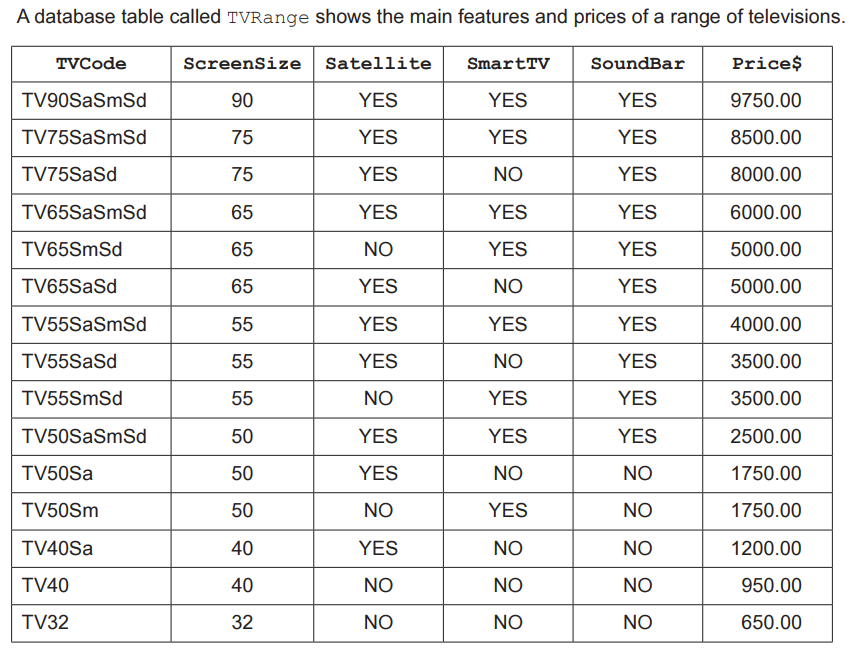 A database table called TVRange shows the main features and prices of a range of televisions.
TVCode ScreenSize Satellite SmartTV SoundBar Price$
TV90SaSmSd 90 YES YES YES 9750.00
TV75SaSmSd 75 YES YES YES 8500.00
TV75SaSd 75 YES NO YES 8000.00
TV65SaSmSd 65 YES YES YES 6000.00
TV65SmSd 65 NO YES YES 5000.00
TV65SaSd 65 YES NO YES 5000.00
TV55SaSmSd 55 YES YES YES 4000.00
TV55SaSd 55 YES NO YES 3500.00
TV55SmSd 55 NO YES YES 3500.00
TV50SaSmSd 50 YES YES YES 2500.00
TV50Sa 50 YES NO NO 1750.00
TV50Sm 50 NO YES NO 1750.00
TV40Sa 40 YES NO NO 1200.00
TV40 40 NO NO NO 950.00
TV32 32 NO NO NO 650.00